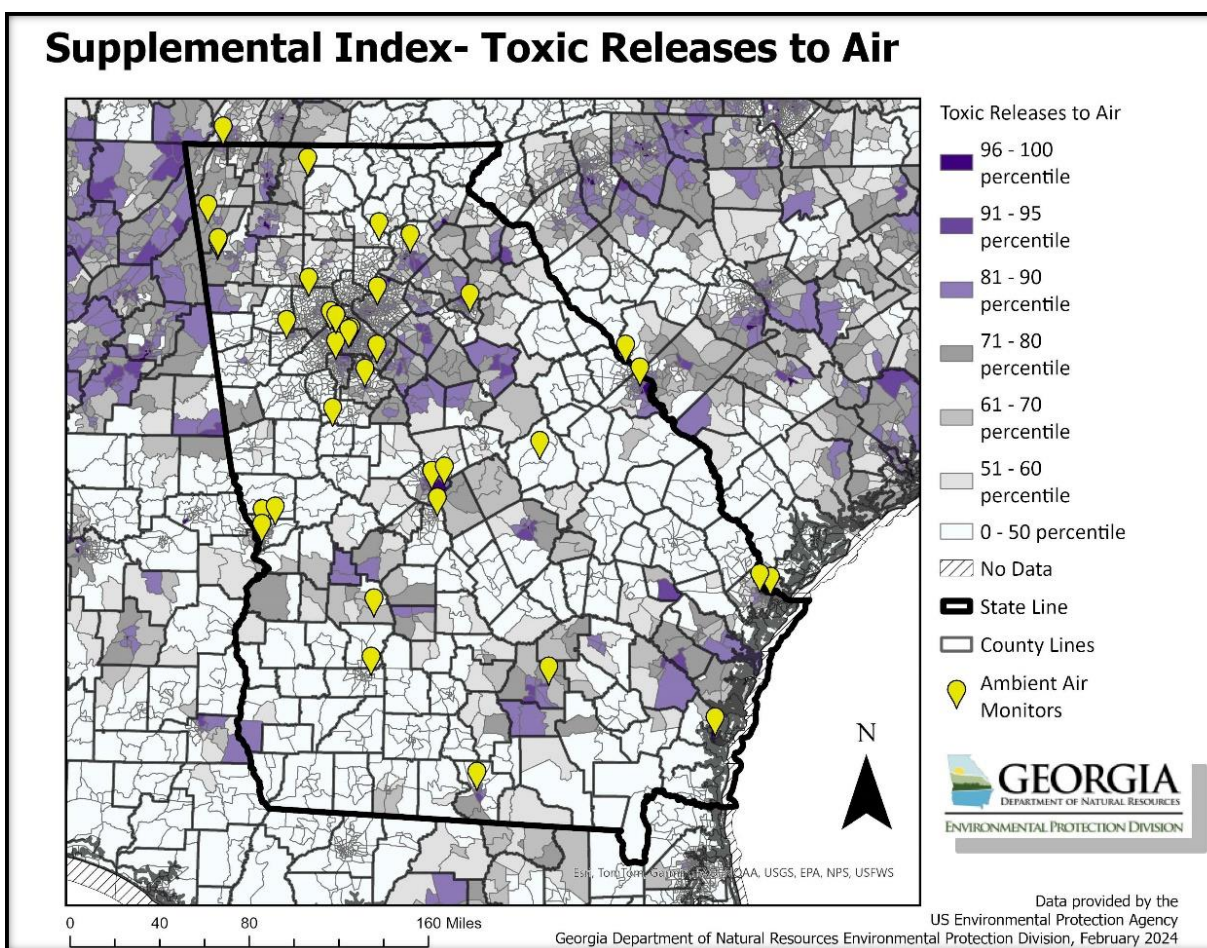 Supplemental Index- Toxic Releases to Air
Toxic Releases to Air
96 - 100
percentile
91 - 95
percentile
81 - 90
percentile
71 - 80
percentile
61 - 70
percentile
51 - 60
percentile
0 - 50 percentile
No Data
State Line
County Lines
Ambient Air
Monitors
N
GEORGIA
DEPARTMENT OF NATURAL RESOURCES
ENVIRONMENTAL PROTECTION DIVISION
Esri, TomTom, USGS, EPA, NPS, USFWS
0 40 80 160 Miles
Data provided by the
US Environmental Protection Agency
Georgia Department of Natural Resources Environmental Protection Division, February 2024